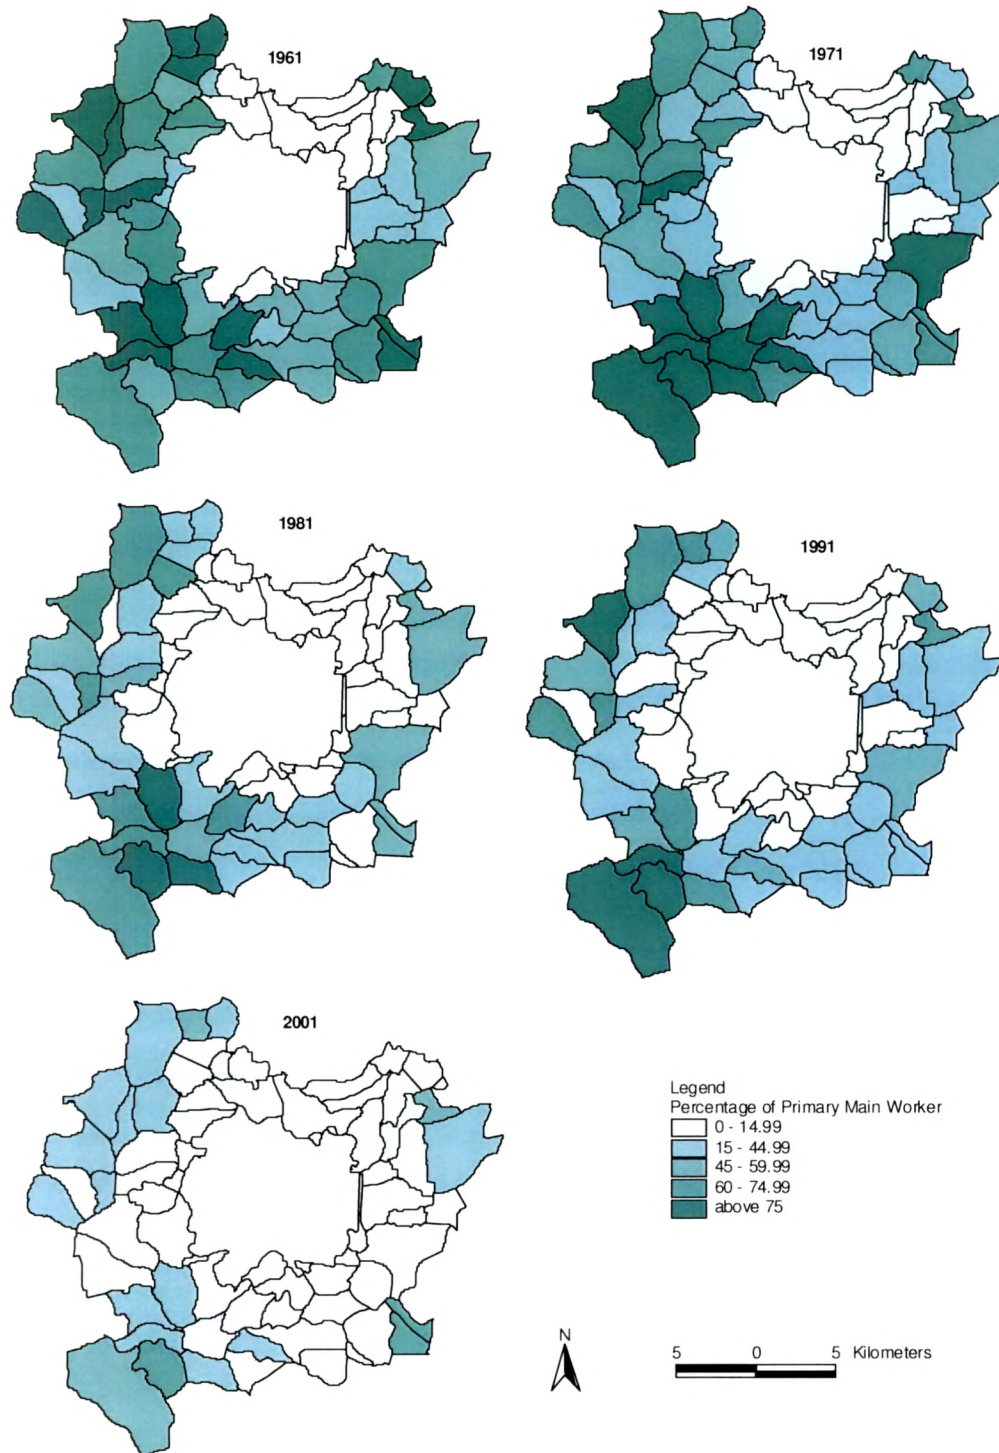 1961
1971
1981
1991
2001
Legend
Percentage of Primary Main Worker
0 - 14.99
15 - 44.99
45 - 59.99
60 - 74.99
above 75
N
5 0 5 Kilometers